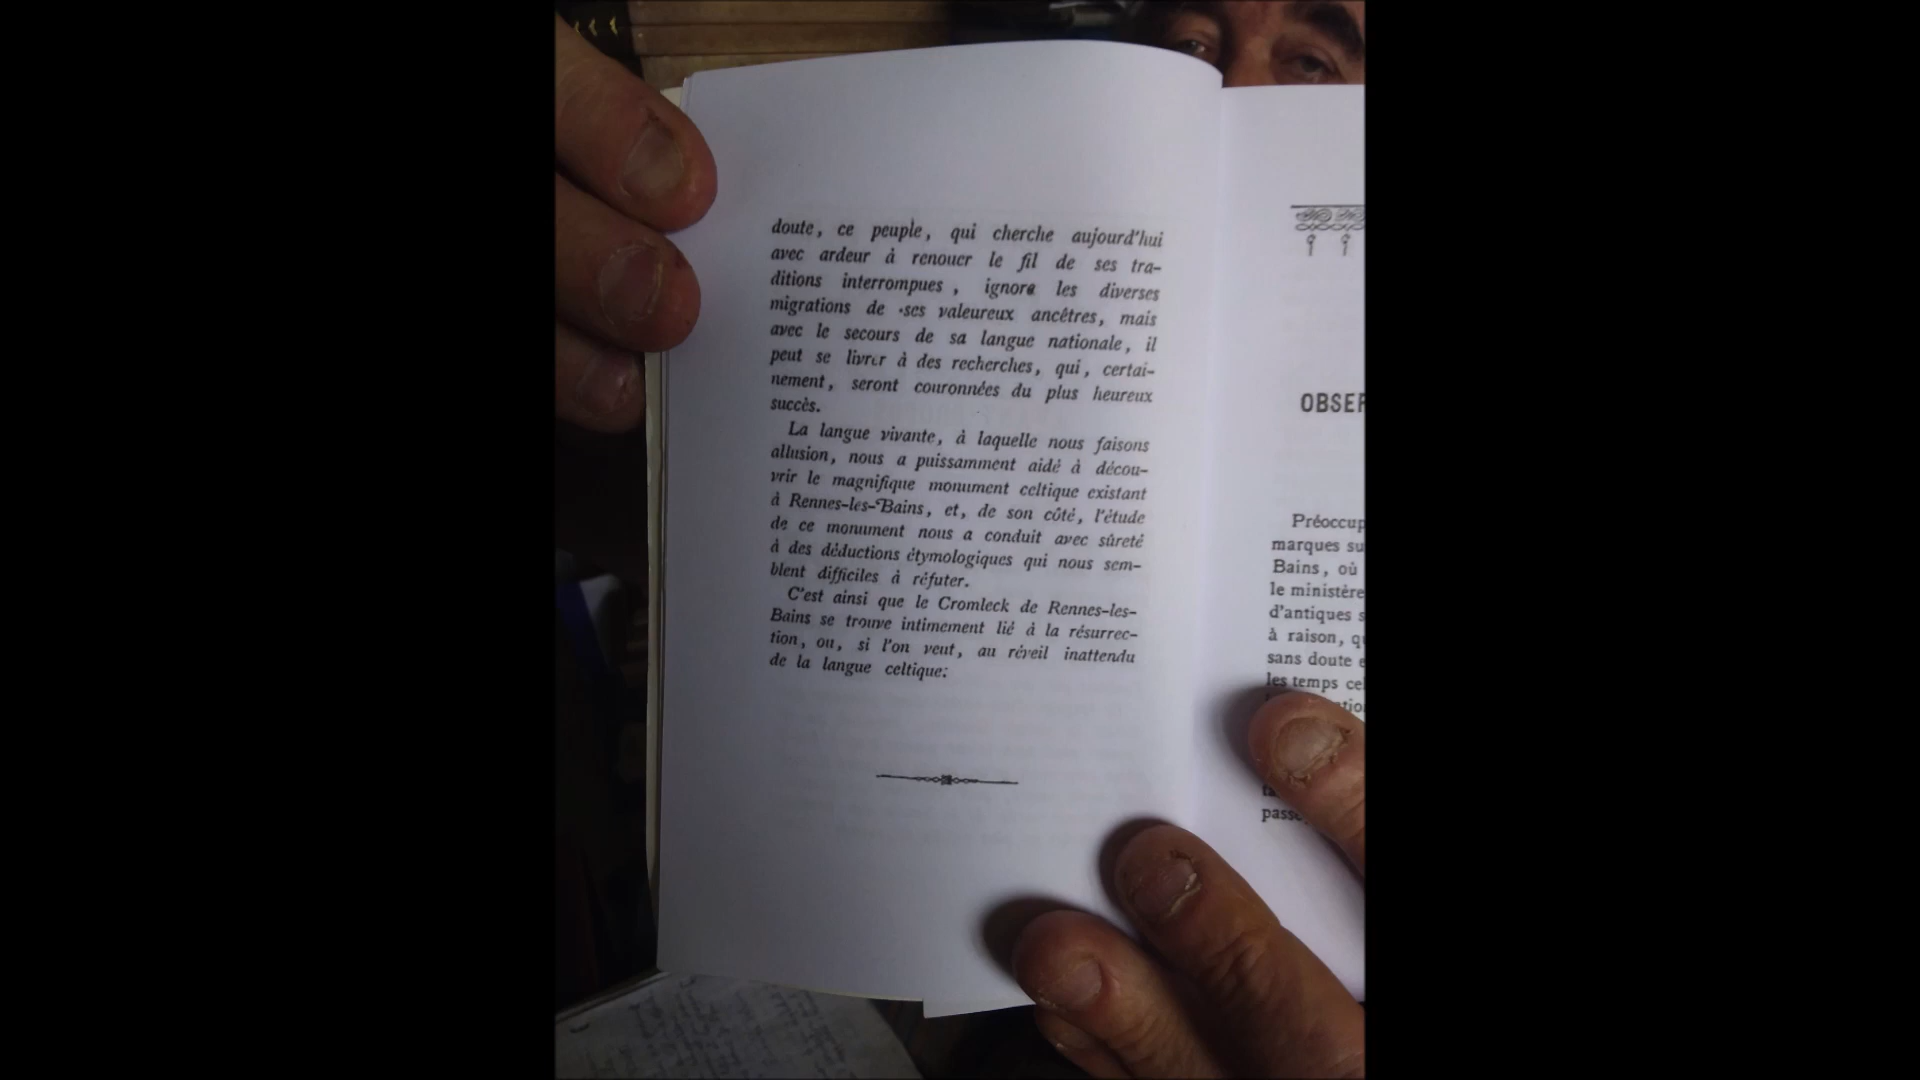 doute, ce peuple, qui cherche aujourd'hui
avec ardeur à renouer le fil de ses tra-
ditions interrompues, ignore les diverses
migrations de ses valeureux ancêtres, mais
avec le secours de sa langue nationale, il
peut se livrer à des recherches, qui, certai-
nement, seront couronnées du plus heureux
succès.
La langue vivante, à laquelle nous faisons
allusion, nous a puissamment aidé à décou-
vrir le magnifique monument celtique existant
à Rennes-les-Bains, et, de son côté, l'étude
de ce monument nous a conduit avec sûreté
à des déductions étymologiques qui nous sem-
blent difficiles à réfuter.
C'est ainsi que le Cromleck de Rennes-les-
Bains se trouve intimement lié à la résurrec-
tion, ou, si l'on veut, au réveil inattendu
de la langue celtique.
OBSER
Préoccup
marques su
Bains, où
le ministère
d'antiques s
à raison, q
sans doute e
les temps cel
passe